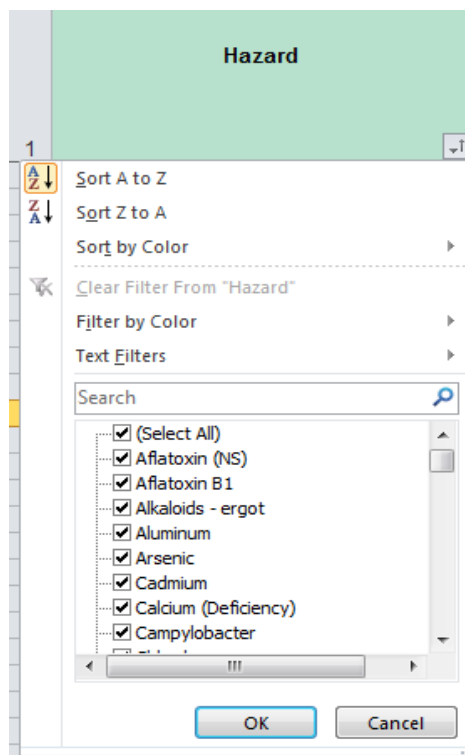 Hazard
1
Sort A to Z
Sort Z to A
Sort by Color
Clear Filter From "Hazard"
Filter by Color
Text Filters
Search
(Select All)
Aflatoxin (NS)
Aflatoxin B1
Alkaloids - ergot
Aluminum
Arsenic
Cadmium
Calcium (Deficiency)
Campylobacter
OK Cancel